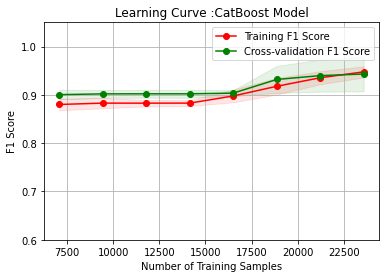 Learning Curve :CatBoost Model
Training F1 Score
Cross-validation F1 Score
1.0
0.9
0.8
0.7
0.6
F1 Score
7500 10000 12500 15000 17500 20000 22500
Number of Training Samples